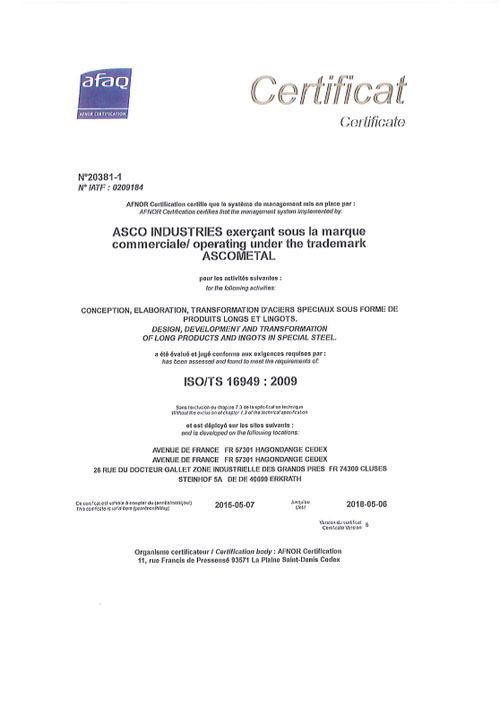 afaq
AFNOR CERTIFICATION
Certificat
Certificate
N°20381-1
N° IATF : 0209184
AFNOR Certification certifie que le système de management mis en place par :
AFNOR Certification certifies that the management system implemented by:
ASCO INDUSTRIES exerçant sous la marque
commerciale/ operating under the trademark
ASCOMETAL
pour les activités suivantes :
for the following activities:
CONCEPTION, ELABORATION, TRANSFORMATION D'ACIERS SPECIAUX SOUS FORME DE
PRODUITS LONGS ET LINGOTS.
DESIGN, DEVELOPMENT AND TRANSFORMATION
OF LONG PRODUCTS AND INGOTS IN SPECIAL STEEL.
a été évalué et jugé conforme aux exigences requises par :
has been assessed and found to meet the requirements of:
ISO/TS 16949 : 2009
Sans l'exclusion du chapitre 7.3 de la spécification technique
Without the exclusion of chapter 7.3 of the technical specification
et est déployé sur les sites suivants :
and is developed on the following locations:
AVENUE DE FRANCE FR 57301 HAGONDANGE CEDEX
AVENUE DE FRANCE FR 57301 HAGONDANGE CEDEX
26 RUE DU DOCTEUR GALLET ZONE INDUSTRIELLE DES GRANDS PRES FR 74300 CLUSES
STEINHOF 5A DE DE 40699 ERKRATH
Ce certificat est valable à compter du (année/mois/jour)
This certificate is valid from (year/month/day)
2015-05-07
Jusqu'au
Until
2018-05-06
Version du certificat
Certificate Version
5
Organisme certificateur / Certification body : AFNOR Certification
11, rue Francis de Pressensé 93571 La Plaine Saint-Denis Cedex